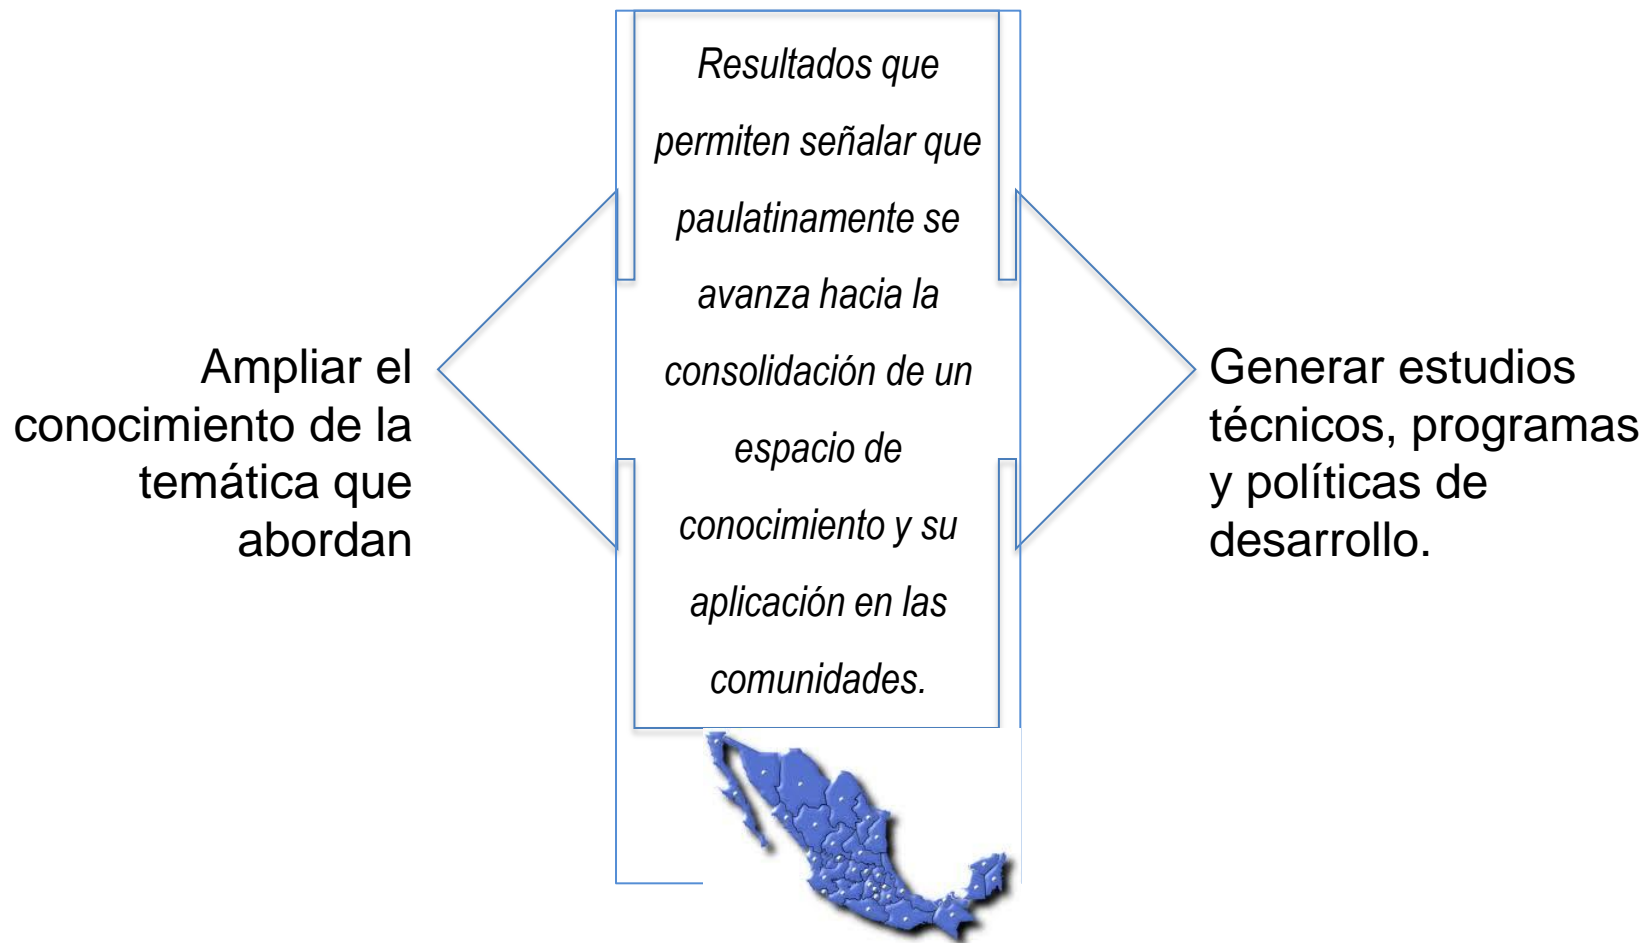 Resultados que
permiten señalar que
paulatinamente se
avanza hacia la
consolidación de un
espacio de
conocimiento y su
aplicación en las
comunidades.
Ampliar el
conocimiento de la
temática que
abordan
Generar estudios
técnicos, programas
y políticas de
desarrollo.